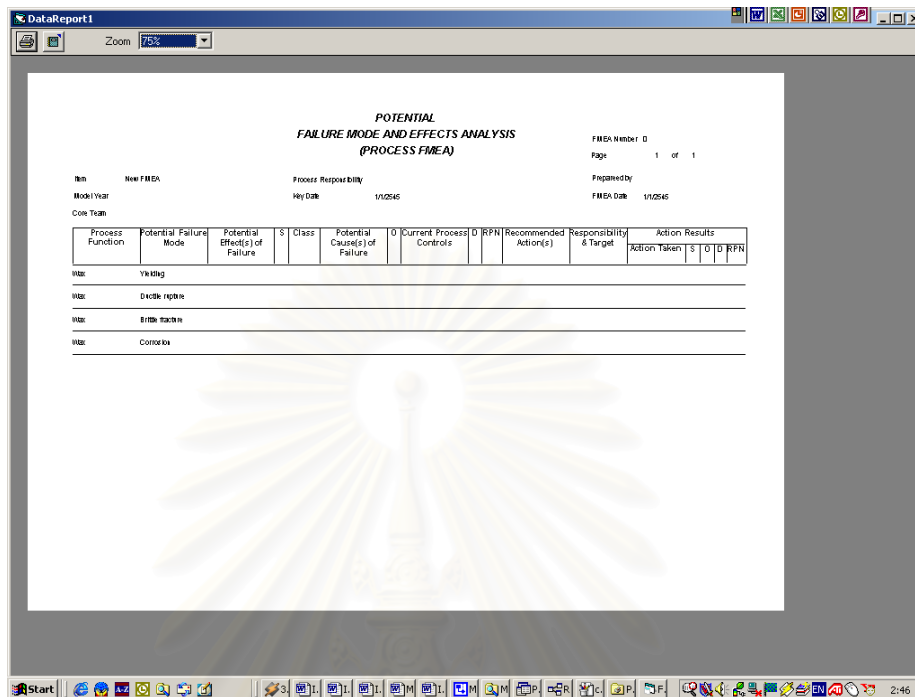 DataReport1
Zoom 75%
POTENTIAL
FAILURE MODE AND EFFECTS ANALYSIS
(PROCESS FMEA)
FMEA Number 0
Page 1 of 1
Item New FMEA Process Responsibility Prepared by
Model Year Key Date 1/1/2545 FMEA Date 1/1/2545
Core Team
Process Function Potential Failure Mode Potential Effect(s) of Failure S Class Potential Cause(s) of Failure O Current Process Controls D RPN Recommended Action(s) Responsibility & Target Action Results
Action Taken S O D RPN
Wax Yielding
Wax Ductile rupture
Wax Brittle fracture
Wax Corrosion
Start 3. I. I. I. M I. M M P. R c. P. F. EN 2:46